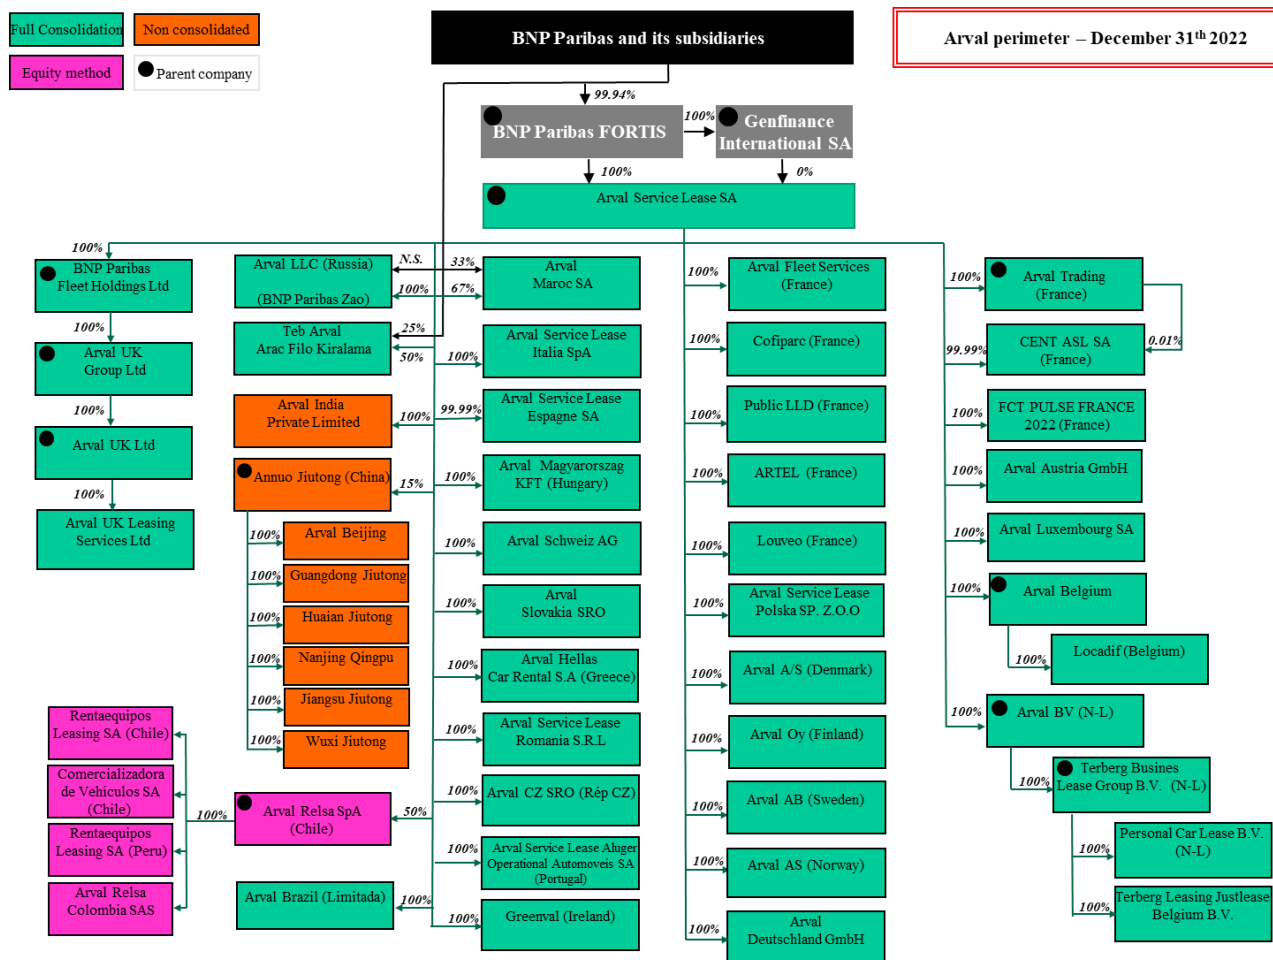 Full Consolidation
Non consolidated
Equity method
Parent company
BNP Paribas and its subsidiaries
Arval perimeter – December 31th 2022
99.94%
BNP Paribas FORTIS
100%
Genfinance
International SA
100%
0%
Arval Service Lease SA
100%
BNP Paribas
Fleet Holdings Ltd
100%
Arval UK
Group Ltd
100%
Arval UK Ltd
100%
Arval UK Leasing
Services Ltd
Arval LLC (Russia)
(BNP Paribas Zao)
N.S.
33%
100%
67%
Teb Arval
Arac Filo Kiralama
25%
50%
Arval India
Private Limited
100%
Annuo Jiutong (China)
15%
100%
Arval Beijing
100%
Guangdong Jiutong
100%
Huaian Jiutong
100%
Nanjing Qingpu
100%
Jiangsu Jiutong
100%
Wuxi Jiutong
Rentaequipos
Leasing SA (Chile)
Comercializadora
de Vehículos SA
(Chile)
Rentaequipos
Leasing SA (Peru)
Arval Relsa
Colombia SAS
100%
Arval Relsa SpA
(Chile)
50%
Arval Brazil (Limitada)
100%
Arval
Maroc SA
100%
Arval Service Lease
Italia SpA
99.99%
Arval Service Lease
Espagne SA
100%
Arval Magyarorszag
KFT (Hungary)
100%
Arval Schweiz AG
100%
Arval
Slovakia SRO
100%
Arval Hellas
Car Rental S.A (Greece)
100%
Arval Service Lease
Romania S.R.L
100%
Arval CZ SRO (Rép CZ)
100%
Arval Service Lease Aluger
Operational Automoveis SA
(Portugal)
100%
Greenval (Ireland)
100%
Arval Fleet Services
(France)
100%
Cofiparc (France)
100%
Public LLD (France)
100%
ARTEL (France)
100%
Louveo (France)
100%
Arval Service Lease
Polska SP. Z.O.O
100%
Arval A/S (Denmark)
100%
Arval Oy (Finland)
100%
Arval AB (Sweden)
100%
Arval AS (Norway)
100%
Arval
Deutschland GmbH
100%
Arval Trading
(France)
0.01%
99.99%
CENT ASL SA
(France)
100%
FCT PULSE FRANCE
2022 (France)
100%
Arval Austria GmbH
100%
Arval Luxembourg SA
100%
Arval Belgium
100%
Locadif (Belgium)
100%
Arval BV (N-L)
100%
Terberg Busines
Lease Group B.V. (N-L)
100%
Personal Car Lease B.V.
(N-L)
100%
Terberg Leasing Justlease
Belgium B.V.